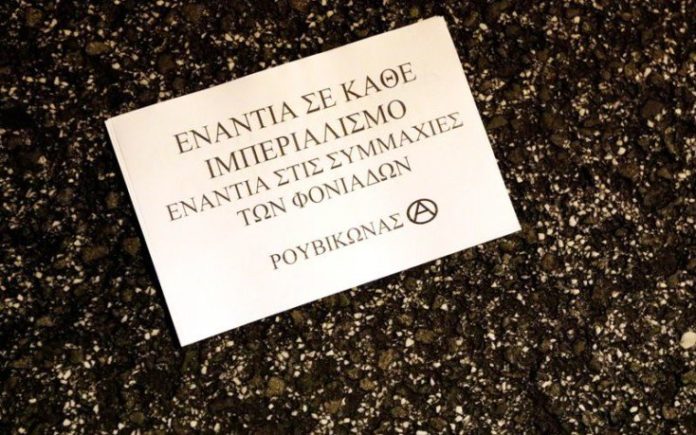 ΕΝΑΝΤΙΑ ΣΕ ΚΑΘΕ
ΙΜΠΕΡΙΑΛΙΣΜΟ
ΕΝΑΝΤΙΑ ΣΤΙΣ ΣΥΜΜΑΧΙΕΣ
ΤΩΝ ΦΟΝΙΑΔΩΝ
ΡΟΥΒΙΚΩΝΑΣ Ⓐ